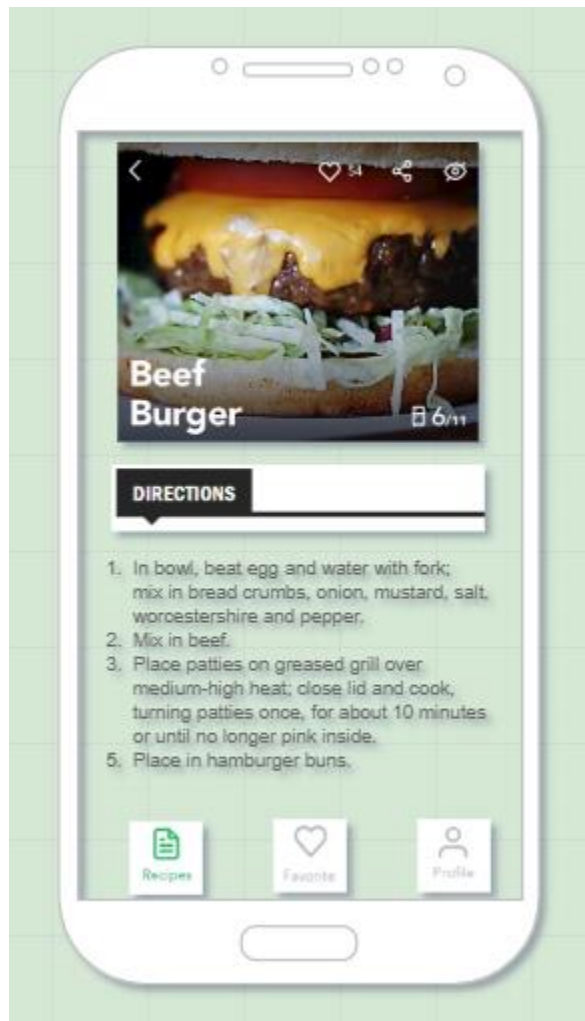 54
Beef
Burger
6/11
DIRECTIONS
1. In bowl, beat egg and water with fork;
mix in bread crumbs, onion, mustard, salt,
worcestershire and pepper.
2. Mix in beef.
3. Place patties on greased grill over
medium-high heat; close lid and cook,
turning patties once, for about 10 minutes
or until no longer pink inside.
5. Place in hamburger buns.
Recipes Favorite Profile